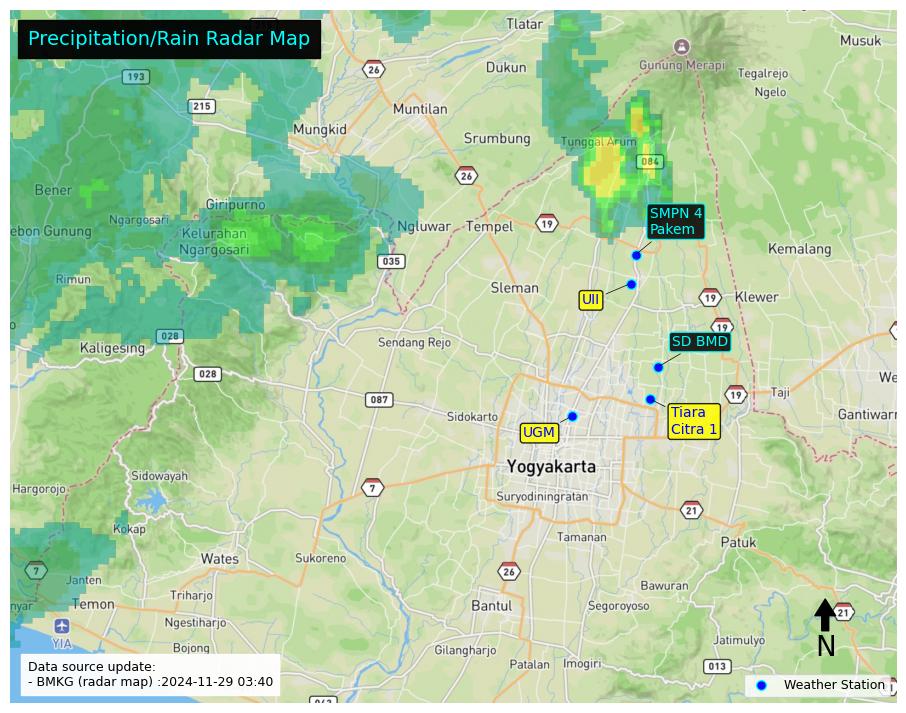 Tlatar
Precipitation/Rain Radar Map
Musuk
26
Dukun
Gunung Merapi
Tegalrejo
193
Ngelo
215
Muntilan
Mungkid
Srumbung
Tunggal Arum
084
26
Bener
Giripurno
SMPN 4
Pakem
Ngargosari
Ngluwar
Tempel
19
ebon Gunung
Kelurahan
Ngargosari
Kemalang
035
Rimun
Sleman
UII
19
Klewer
19
028
Kaligesing
Sendang Rejo
SD BMD
028
We
087
19
Taji
Sidokarto
Tiara
Citra 1
Gantiwarn
UGM
Yogyakarta
Sidowayah
Hargorojo
7
Suryodiningratan
21
Kokap
Tamanan
Patuk
Wates
Sukoreno
7
26
Janten
Bawuran
nyar
Temon
Triharjo
Bantul
Segoroyoso
21
Ngestiharjo
YIA
N
Jatimulyo
Bojong
Gilangharjo
Data source update:
- BMKG (radar map) :2024-11-29 03:40
Patalan
Imogiri
013
Weather Station